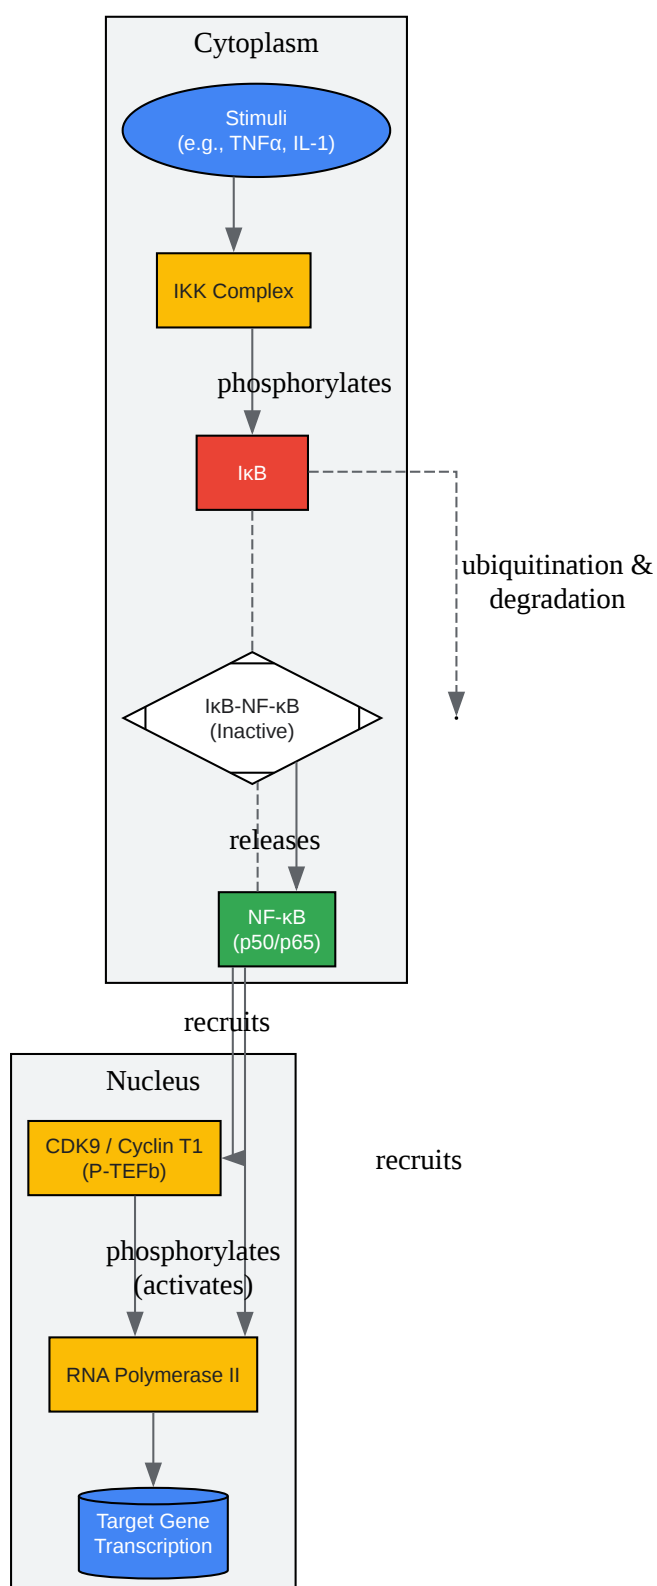 Cytoplasm
Stimuli
(e.g., TNFα, IL-1)
IKK Complex
phosphorylates
IκB
ubiquitination &
degradation
IκB-NF-κB
(Inactive)
releases
NF-κB
(p50/p65)
recruits
Nucleus
CDK9 / Cyclin T1
(P-TEFb)
recruits
phosphorylates
(activates)
RNA Polymerase II
Target Gene
Transcription